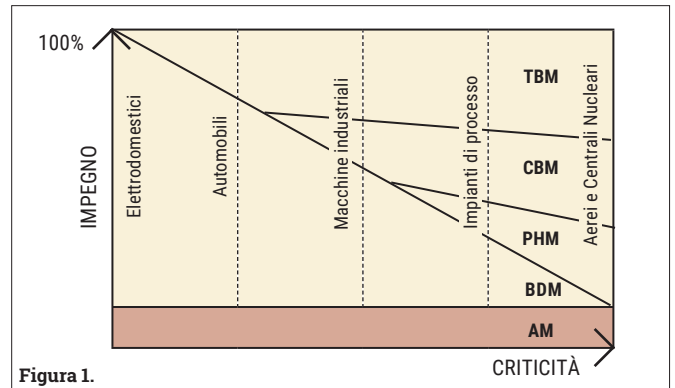 100%
IMPEGNO
Elettrodomestici
Automobili
Macchine industriali
Impianti di processo
Aerei e Centrali Nucleari
TBM
CBM
PHM
BDM
AM
CRITICITÀ
Figura 1.